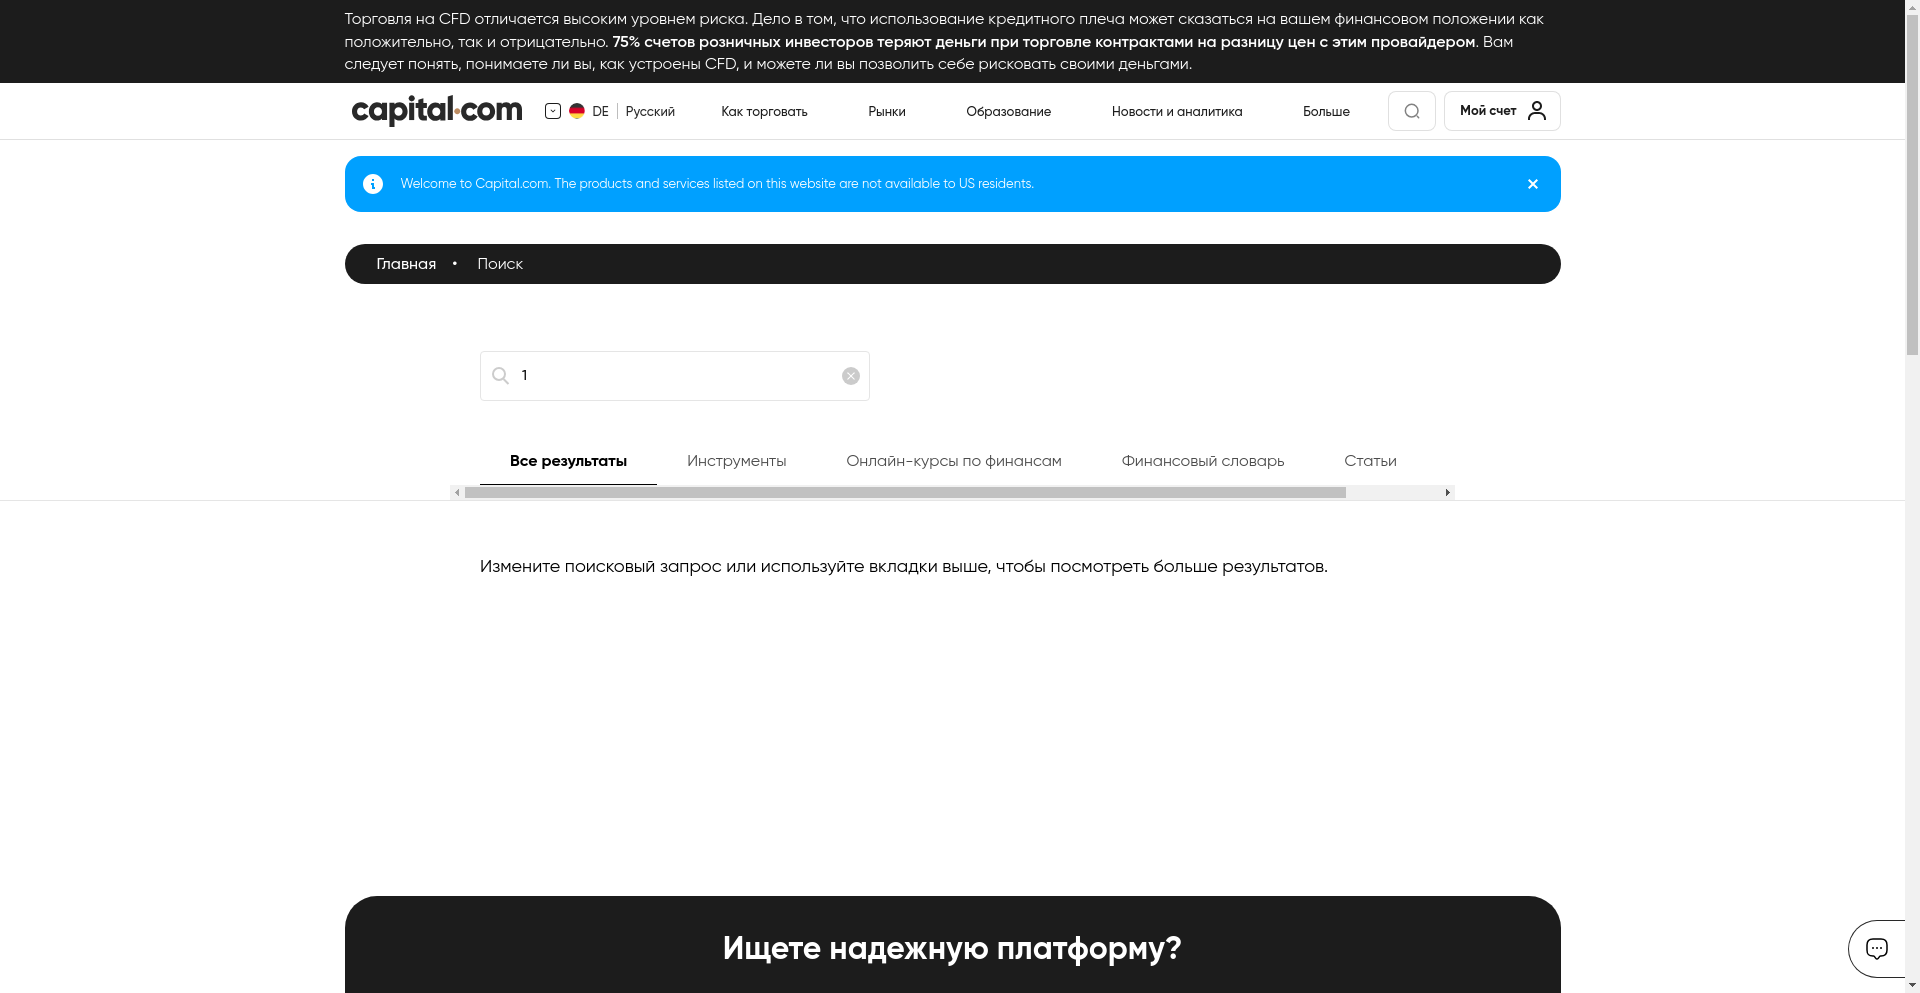 Торговля на CFD отличается высоким уровнем риска. Дело в том, что использование кредитного плеча может сказаться на вашем финансовом положении как
положительно, так и отрицательно. 75% счетов розничных инвесторов теряют деньги при торговле контрактами на разницу цен с этим провайдером. Вам
следует понять, понимаете ли вы, как устроены CFD, и можете ли вы позволить себе рисковать своими деньгами.
capital.com DE Русский Как торговать Рынки Образование Новости и аналитика Больше Мой счет
Welcome to Capital.com. The products and services listed on this website are not available to US residents.
Главная • Поиск
1
Все результаты Инструменты Онлайн-курсы по финансам Финансовый словарь Статьи
Измените поисковый запрос или используйте вкладки выше, чтобы посмотреть больше результатов.
Ищете надежную платформу?